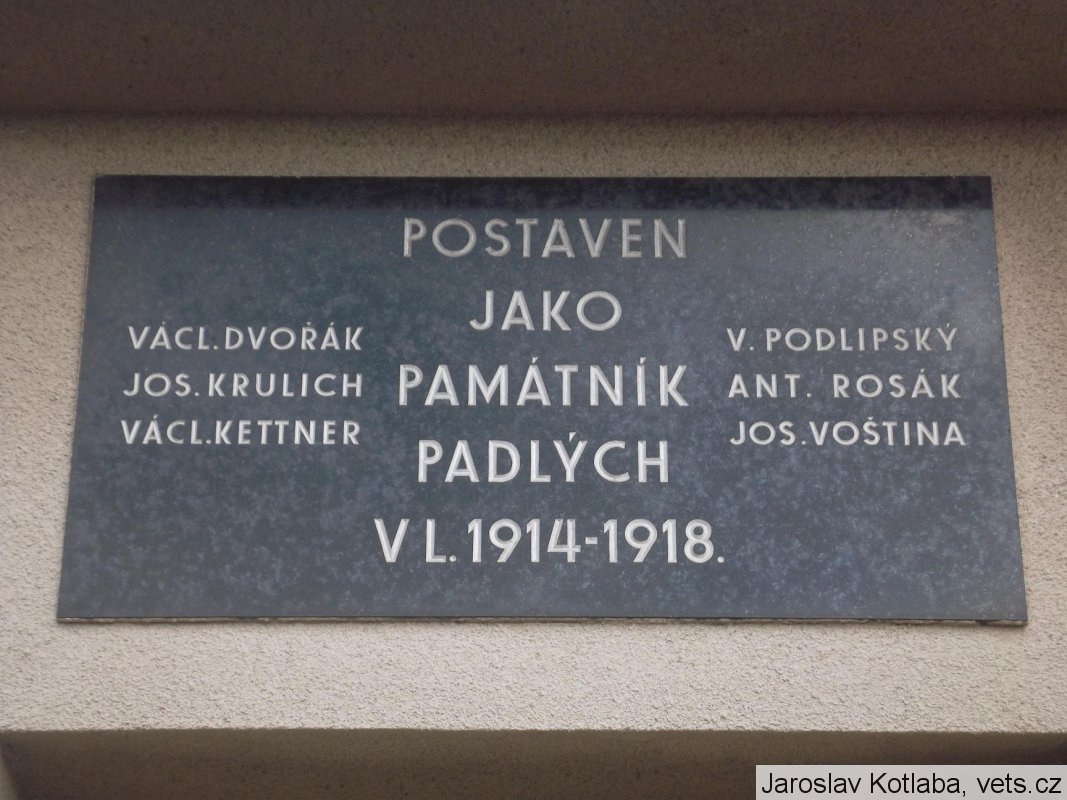 POSTAVEN
JAKO
PAMÁTNÍK
PADLÝCH
V L. 1914-1918.
VÁCL. DVOŘÁK
JOS. KRULICH
VÁCL. KETTNER
V. PODLIPSKÝ
ANT. ROSÁK
JOS. VOŠTINA
Jaroslav Kotlaba, vets.cz